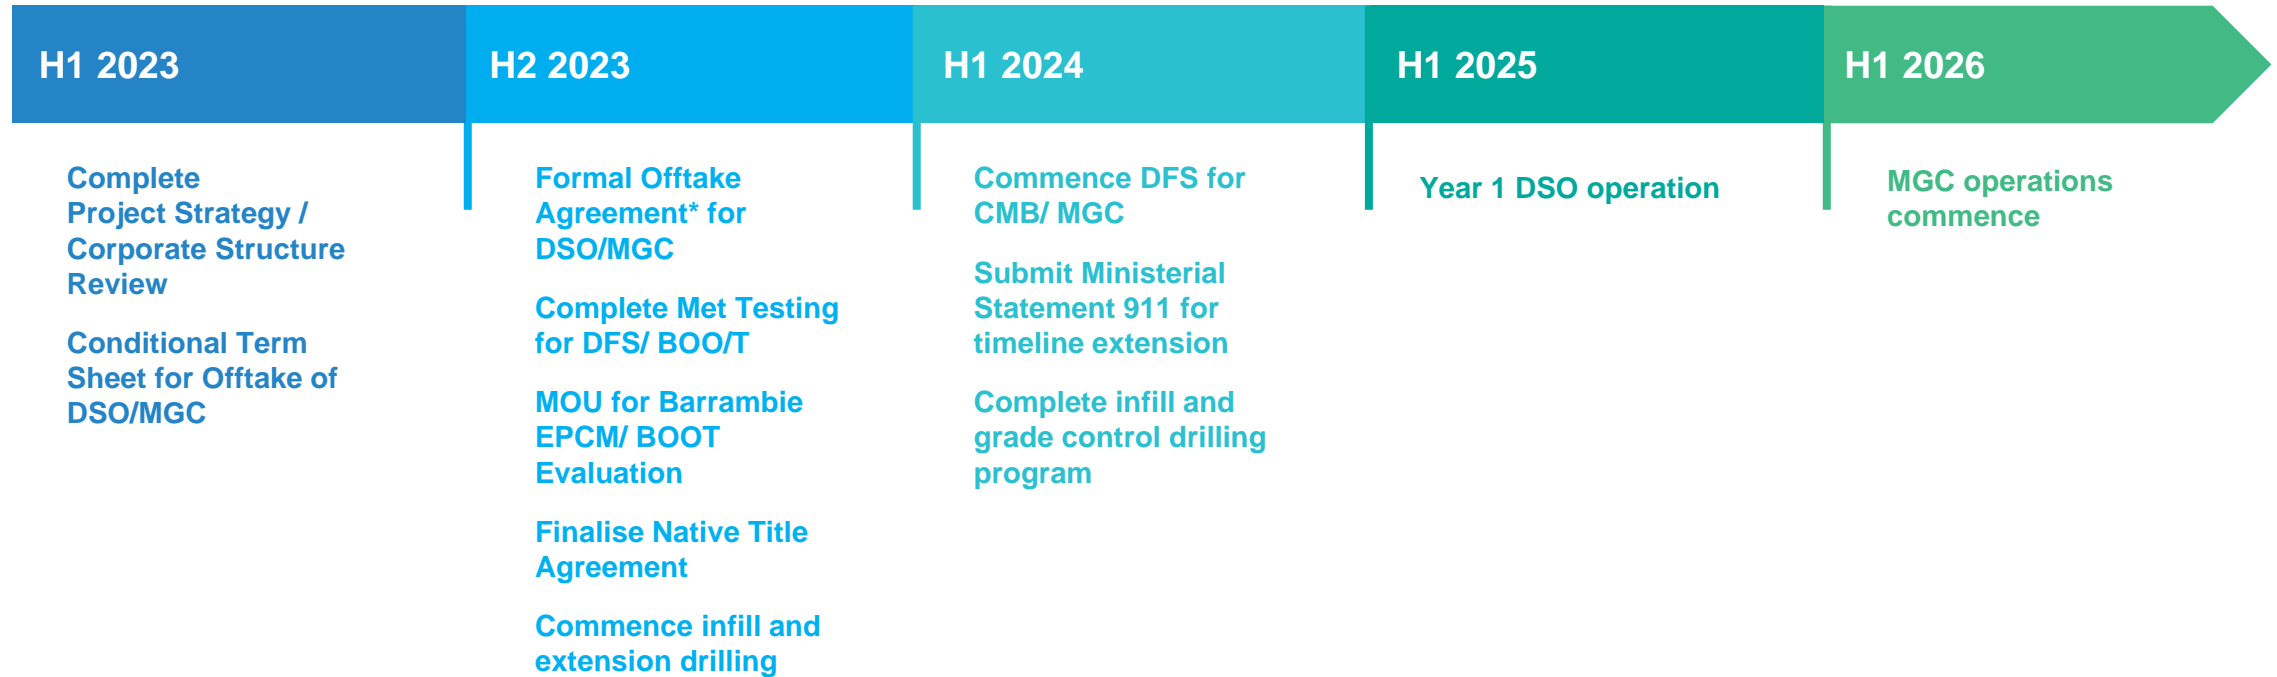 H1 2023
H2 2023
H1 2024
H1 2025
H1 2026
Complete
Project Strategy /
Corporate Structure
Review
Conditional Term
Sheet for Offtake of
DSO/MGC
Formal Offtake
Agreement* for
DSO/MGC
Complete Met Testing
for DFS/ BOO/T
MOU for Barrambie
EPCM/ BOOT
Evaluation
Finalise Native Title
Agreement
Commence infill and
extension drilling
Commence DFS for
CMB/ MGC
Submit Ministerial
Statement 911 for
timeline extension
Complete infill and
grade control drilling
program
Year 1 DSO operation
MGC operations
commence